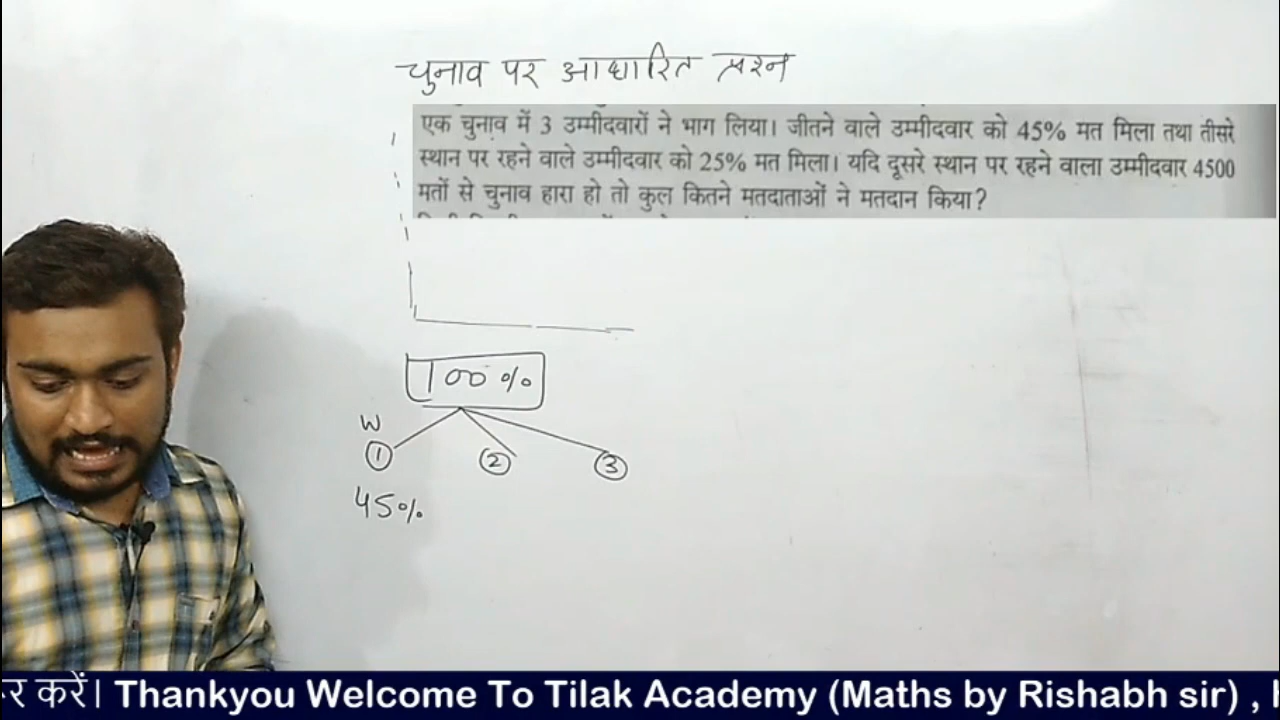 चुनाव पर आधारित प्रश्न
एक चुनाव में 3 उम्मीदवारों ने भाग लिया। जीतने वाले उम्मीदवार को 45% मत मिला तथा तीसरे
स्थान पर रहने वाले उम्मीदवार को 25% मत मिला। यदि दूसरे स्थान पर रहने वाला उम्मीदवार 4500
मतों से चुनाव हारा हो तो कुल कितने मतदाताओं ने मतदान किया?
100%
W
1 2 3
45%
र करें। Thankyou Welcome To Tilak Academy (Maths by Rishabh sir) ,